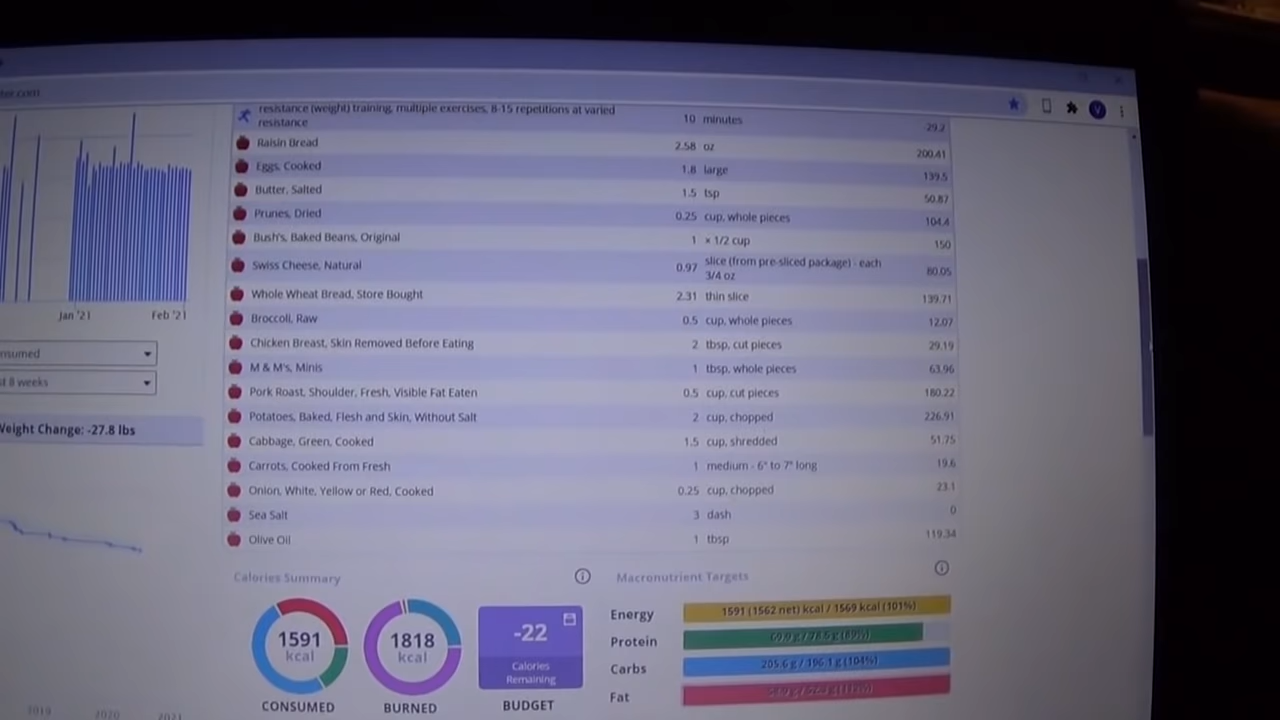 ter.com
resistance (weight) training, multiple exercises, 8-15 repetitions at varied resistance 10 minutes -29.2
Raisin Bread 2.58 oz 200.41
Eggs, Cooked 1.8 large 139.5
Butter, Salted 1.5 tsp 50.87
Prunes, Dried 0.25 cup, whole pieces 104.4
Bush's, Baked Beans, Original 1 × 1/2 cup 150
Swiss Cheese, Natural 0.97 slice (from pre-sliced package) - each 3/4 oz 80.05
Whole Wheat Bread, Store Bought 2.31 thin slice 139.71
Broccoli, Raw 0.5 cup, whole pieces 12.07
Chicken Breast, Skin Removed Before Eating 2 tbsp, cut pieces 29.19
M & M's, Minis 1 tbsp, whole pieces 63.96
Pork Roast, Shoulder, Fresh, Visible Fat Eaten 0.5 cup, cut pieces 180.22
Potatoes, Baked, Flesh and Skin, Without Salt 2 cup, chopped 226.91
Cabbage, Green, Cooked 1.5 cup, shredded 51.75
Carrots, Cooked From Fresh 1 medium - 6" to 7" long 19.6
Onion, White, Yellow or Red, Cooked 0.25 cup, chopped 23.1
Sea Salt 3 dash 0
Olive Oil 1 tbsp 119.34
Jan '21 Feb '21
nsumed
st 8 weeks
Weight Change: -27.8 lbs
2019 2020 2021
Calories Summary
1591 kcal
CONSUMED
1818 kcal
BURNED
-22
Calories
Remaining
BUDGET
Macronutrient Targets
Energy 1591 (1562 net) kcal / 1569 kcal (101%)
Protein
Carbs 205.6 g / 196.1 g (104%)
Fat
V